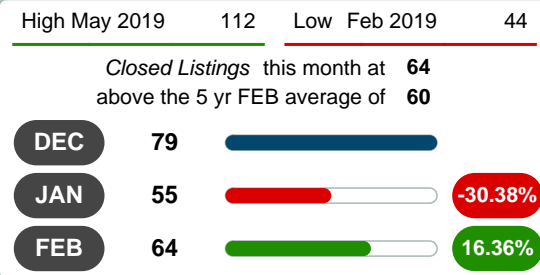 High May 2019 112 Low Feb 2019 44
Closed Listings this month at 64
above the 5 yr FEB average of 60
DEC 79
JAN 55 -30.38%
FEB 64 16.36%